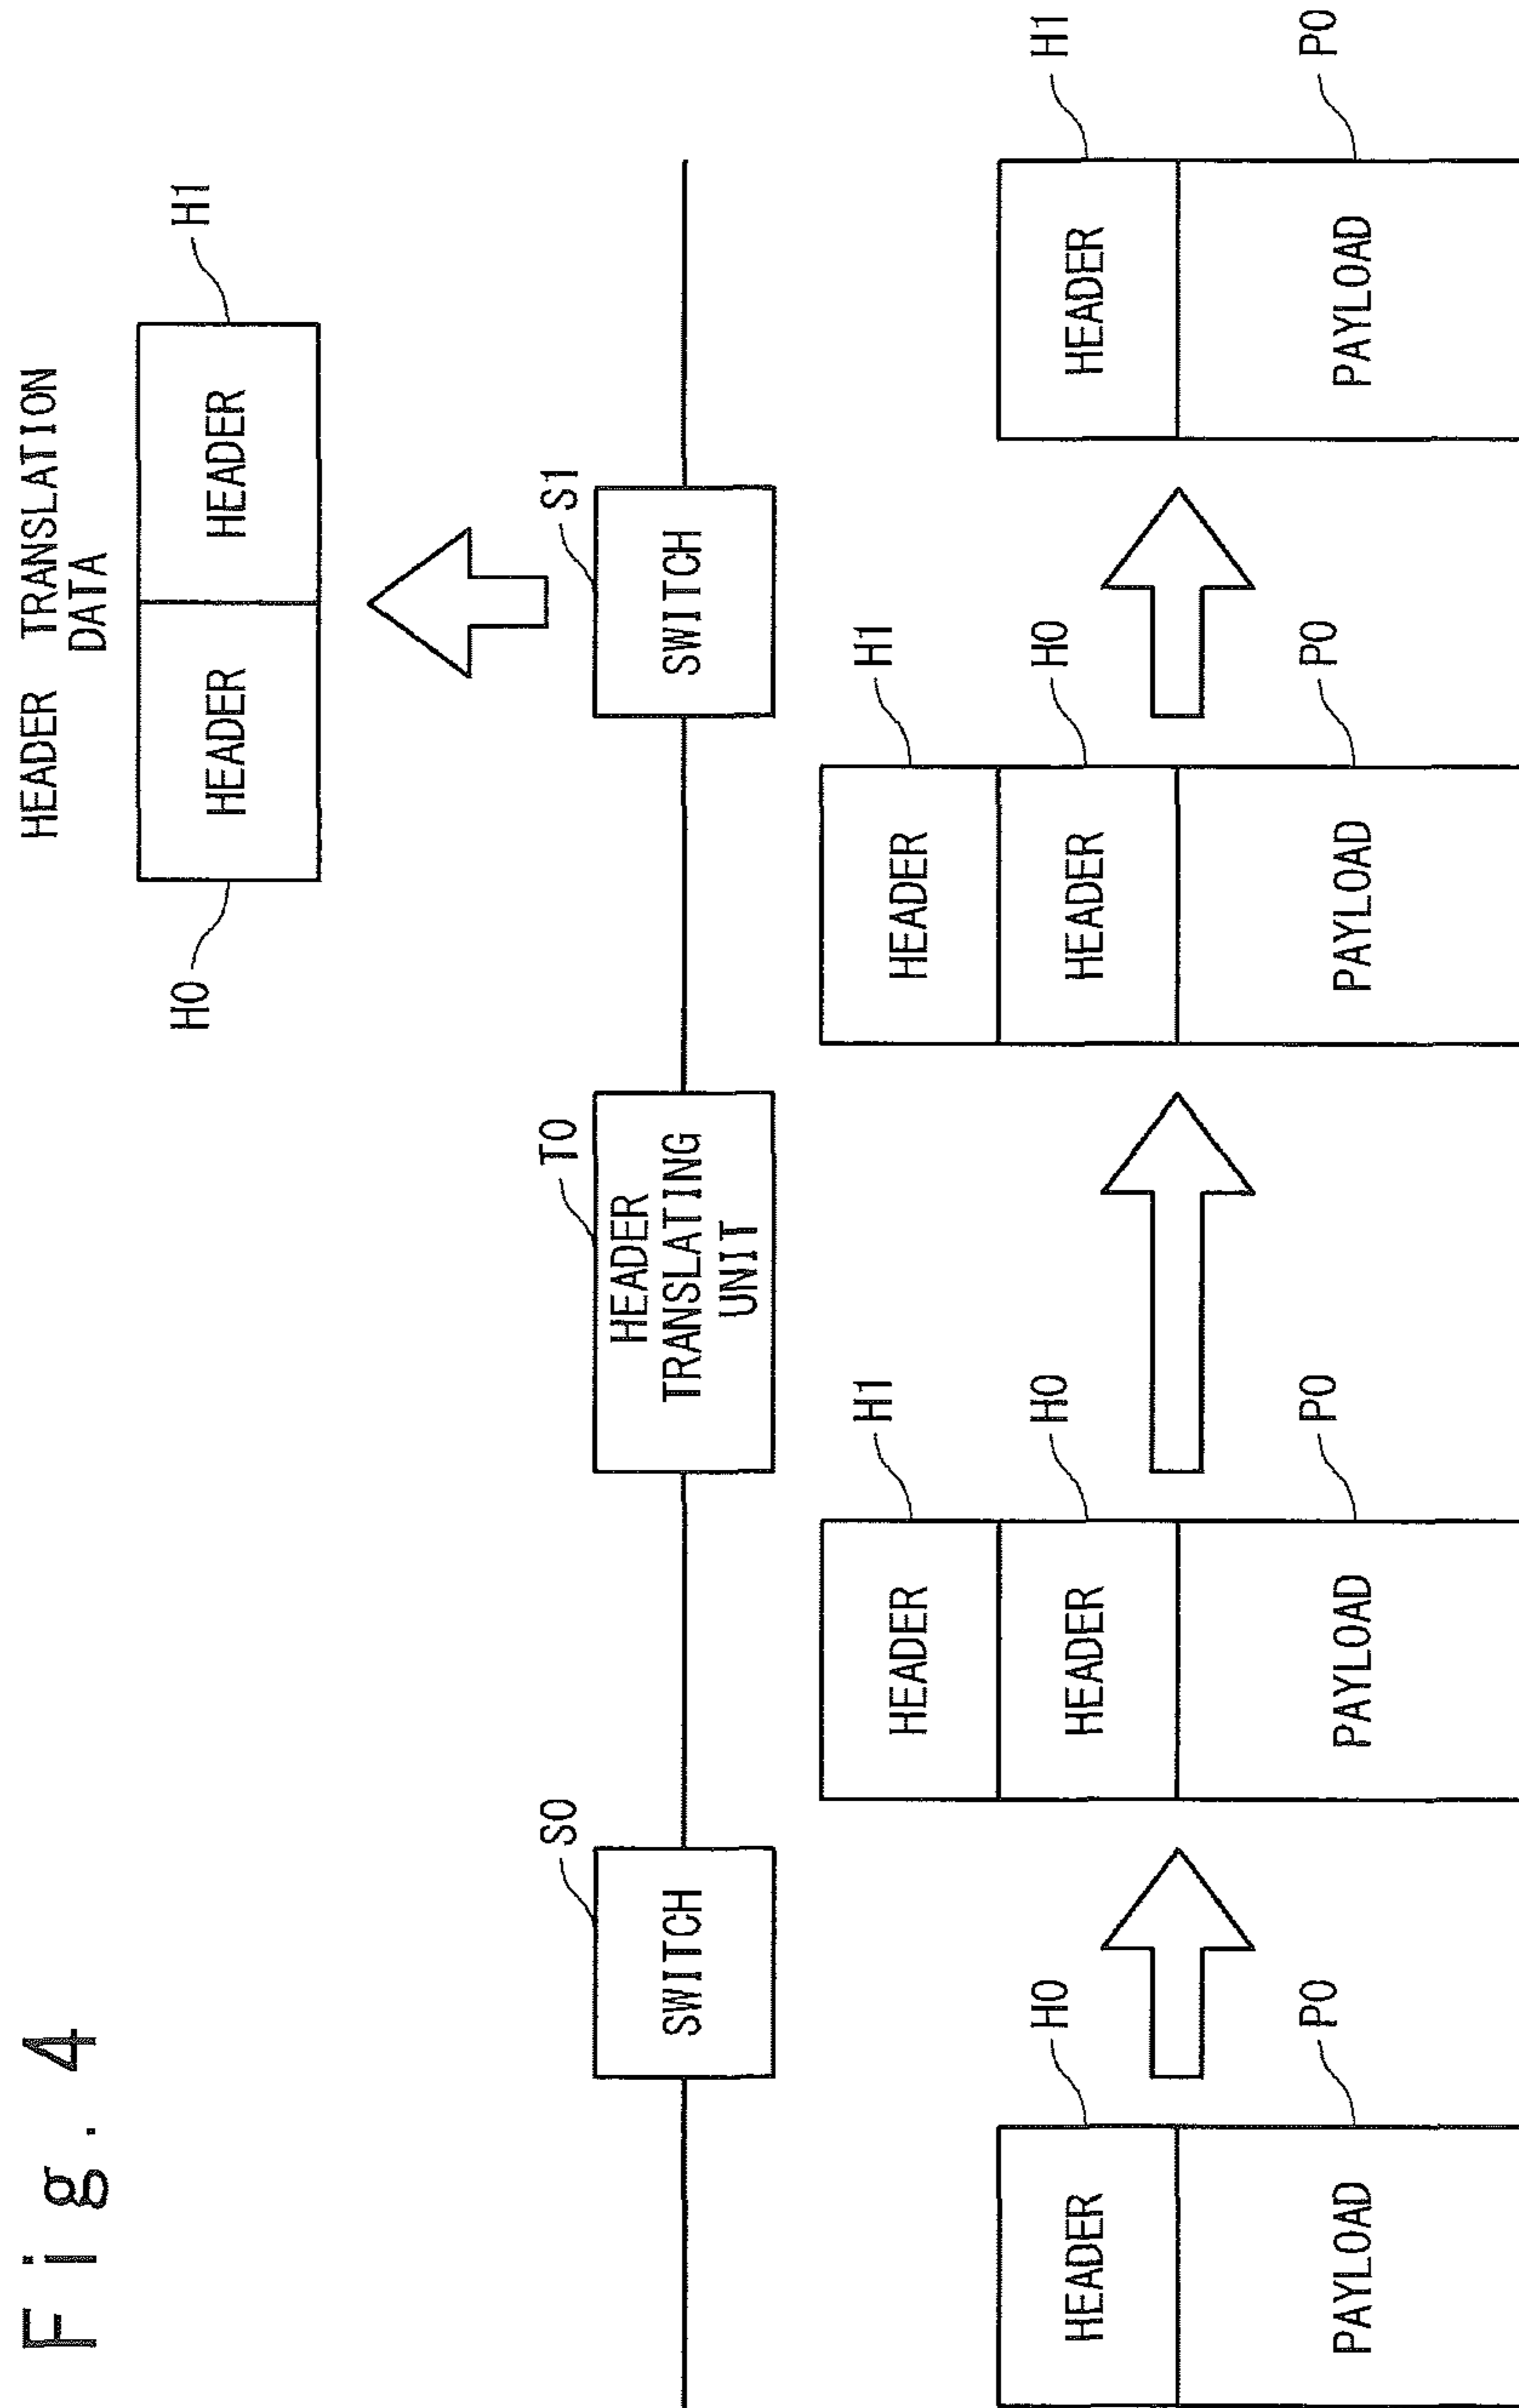 Fig. 4
HEADER TRANSLATION
DATA
H0
HEADER
HEADER
H1
S0
SWITCH
T0
HEADER
TRANSLATING
UNIT
S1
SWITCH
HEADER
H0
PAYLOAD
P0
HEADER
H1
HEADER
H0
PAYLOAD
P0
HEADER
H1
HEADER
H0
PAYLOAD
P0
HEADER
H1
PAYLOAD
P0